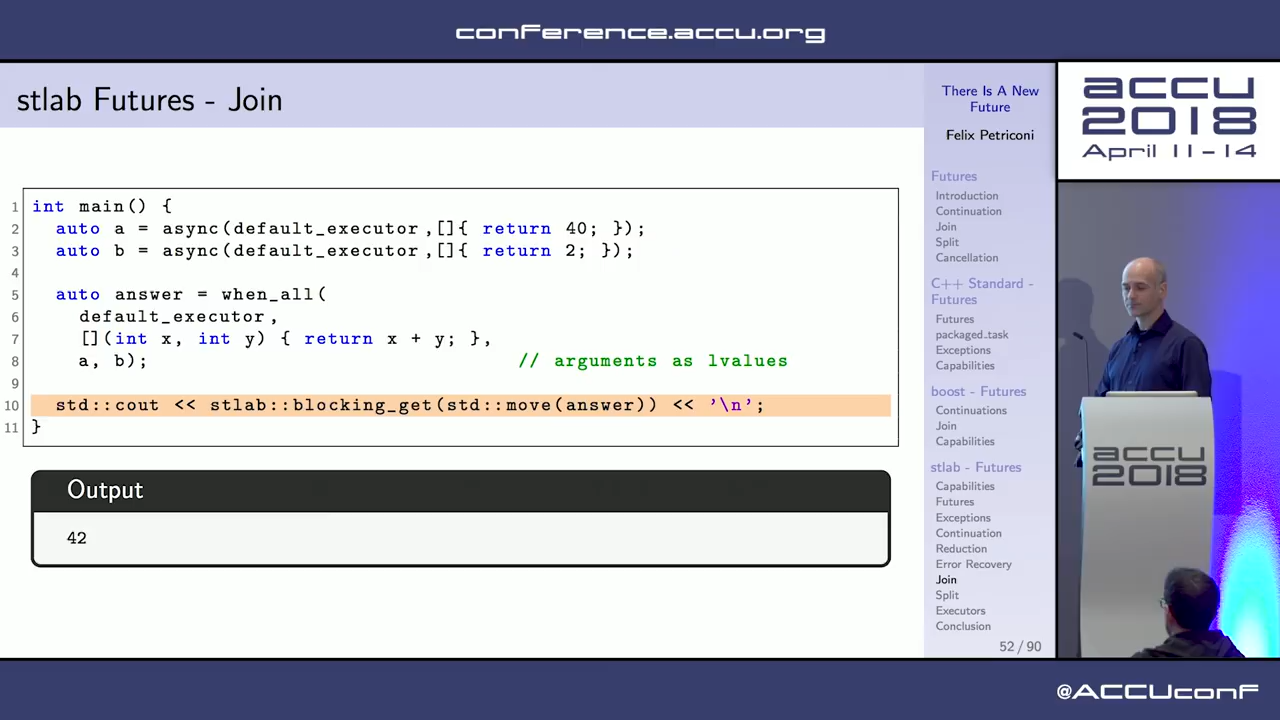 conference.accu.org
stlab Futures - Join
1 int main() {
2 auto a = async(default_executor,[]{ return 40; });
3 auto b = async(default_executor,[]{ return 2; });
4
5 auto answer = when_all(
6 default_executor,
7 [](int x, int y) { return x + y; },
8 a, b); // arguments as lvalues
9
10 std::cout << stlab::blocking_get(std::move(answer)) << '\n';
11 }
Output
42
There Is A New
Future
Felix Petriconi
Futures
Introduction
Continuation
Join
Split
Cancellation
C++ Standard -
Futures
Futures
packaged_task
Exceptions
Capabilities
boost - Futures
Continuations
Join
Capabilities
stlab - Futures
Capabilities
Futures
Exceptions
Continuation
Reduction
Error Recovery
Join
Split
Executors
Conclusion
52 / 90
accu
2018
April 11-14
accu
2018
@ACCUconf